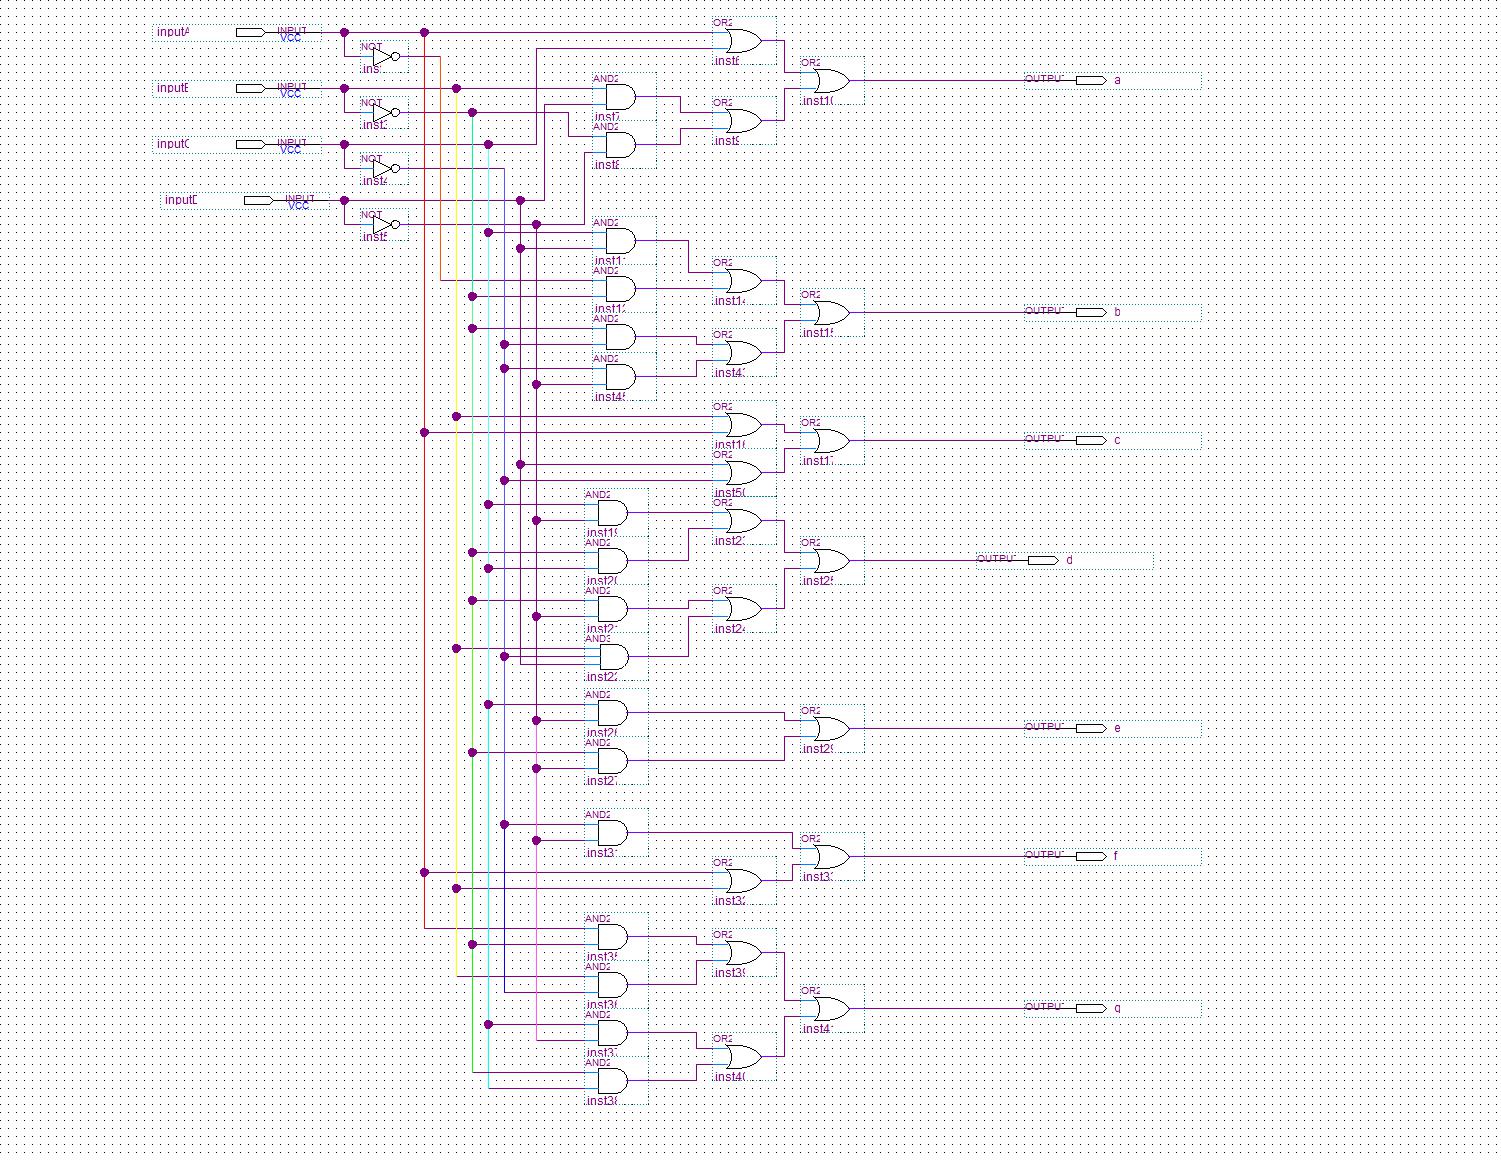 OR2
inputA INPUT VCC
NOT
inst6
OR2
inst
OUTPUT a
AND2
inputB INPUT VCC
inst10
NOT
OR2
inst7
inst3
AND2
inputC INPUT VCC
inst9
NOT
inst8
inst4
inputD INPUT VCC
NOT
AND2
inst5
inst11
OR2
AND2
OR2
inst14
inst12
OUTPUT b
AND2
inst15
OR2
AND2
inst43
inst45
OR2
OR2
OUTPUT c
inst16
OR2
inst17
inst50
AND2
OR2
inst19
AND2
inst23
OR2
OUTPUT d
inst20
inst25
AND2
OR2
inst21
inst24
AND3
inst22
AND2
OR2
OUTPUT e
inst26
AND2
inst29
inst27
AND2
OR2
inst31
OUTPUT f
OR2
inst33
inst32
AND2
OR2
inst35
AND2
inst39
OR2
inst36
OUTPUT g
AND2
inst41
OR2
inst37
AND2
inst40
inst38